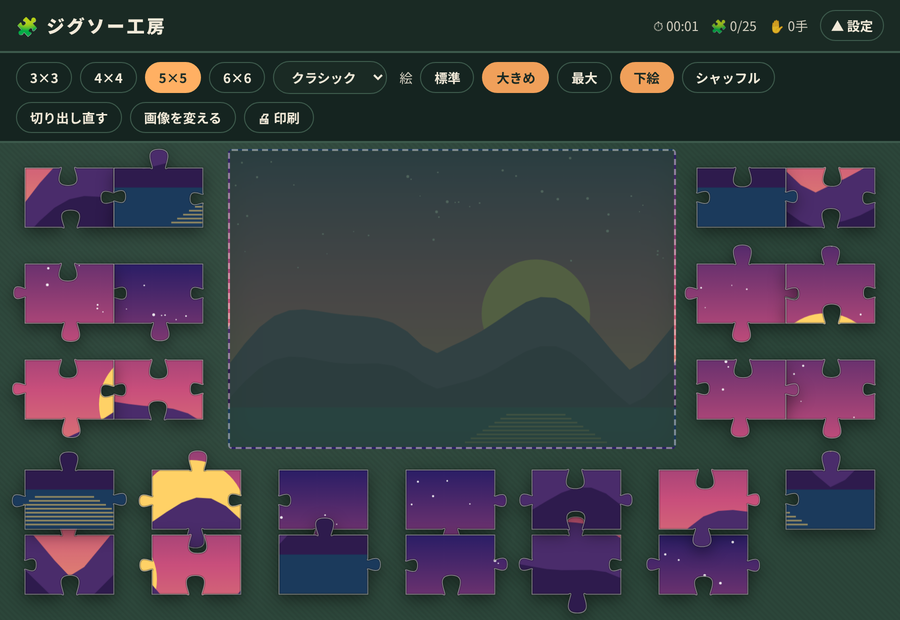 ジグソー工房
00:01 0/25 0手 ▲ 設定
3×3 4×4 5×5 6×6 クラシック 絵 標準 大きめ 最大 下絵 シャッフル
切り出し直す 画像を変える 印刷